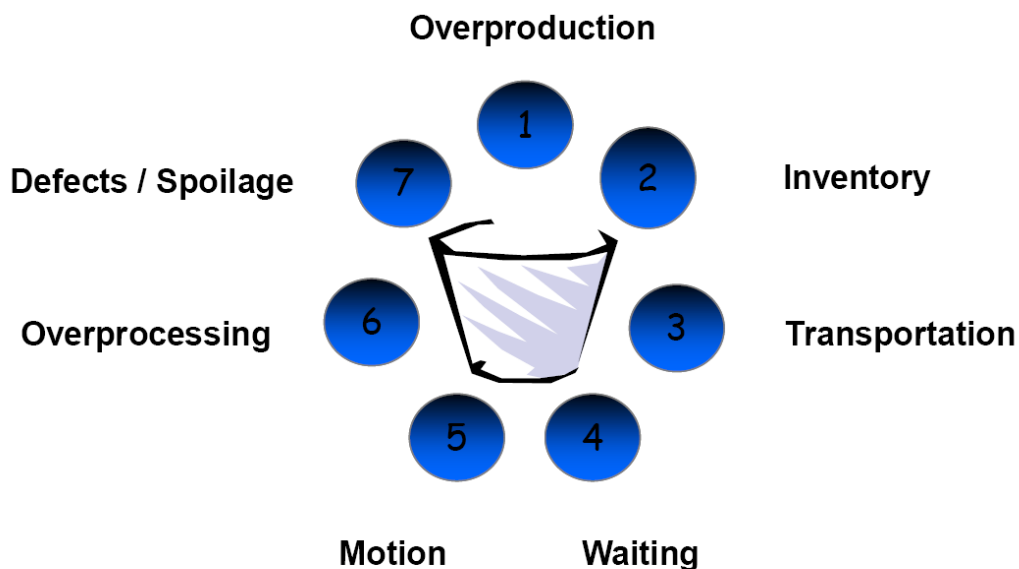 Overproduction
1
2
Inventory
3
Transportation
4
Waiting
5
Motion
6
Overprocessing
7
Defects / Spoilage